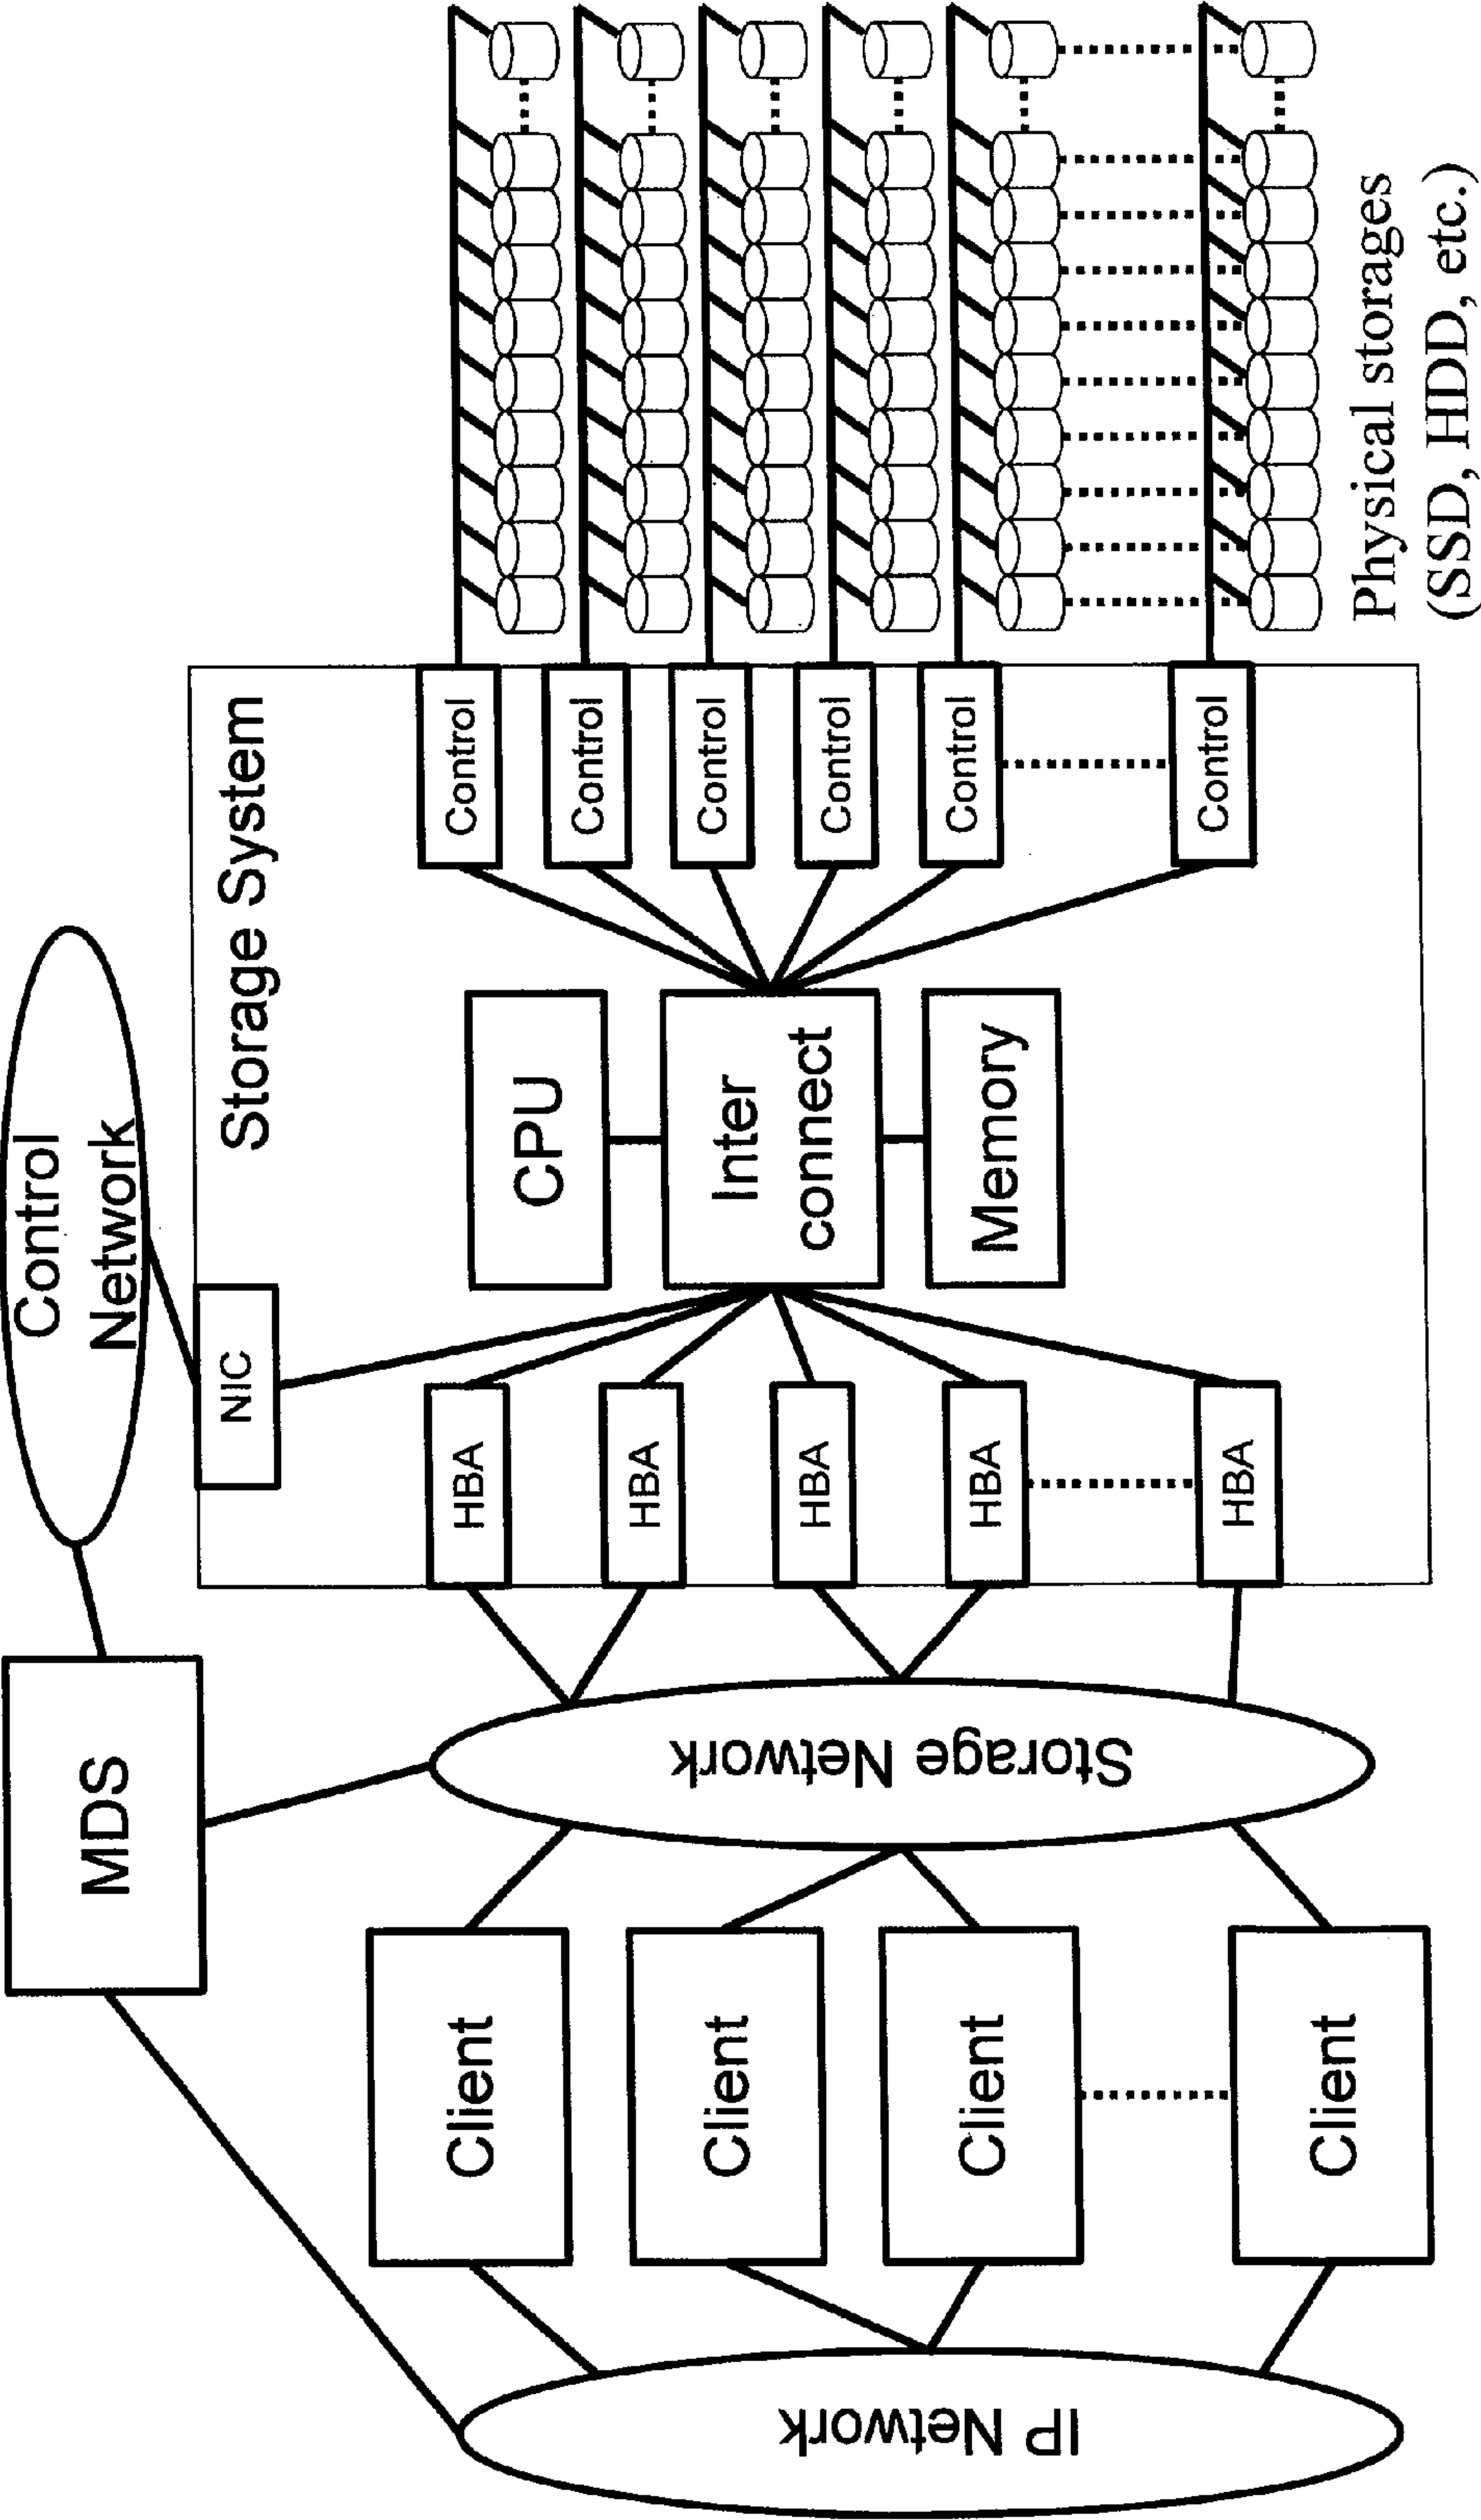 Control
Network
MDS
NIC
Storage System
IP Network
Client
Client
Client
Client
Storage Network
HBA
HBA
HBA
HBA
HBA
CPU
Inter
connect
Memory
Control
Control
Control
Control
Control
Control
Physical storages
(SSD, HDD, etc.)